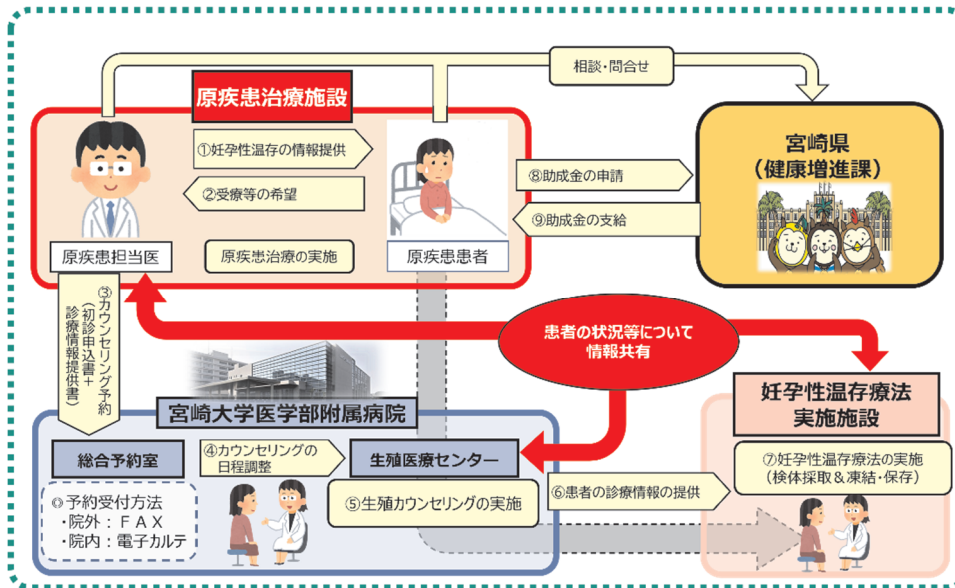 相談・問合せ
原疾患治療施設
①妊孕性温存の情報提供
②受療等の希望
原疾患担当医
原疾患治療の実施
原疾患患者
宮崎県
（健康増進課）
⑧助成金の申請
⑨助成金の支給
③カウンセリング予約
（初診申込書＋
診療情報提供書）
患者の状況等について
情報共有
宮崎大学医学部附属病院
総合予約室
◎予約受付方法
・院外：ＦＡＸ
・院内：電子カルテ
④カウンセリングの
日程調整
生殖医療センター
⑤生殖カウンセリングの実施
⑥患者の診療情報の提供
妊孕性温存療法
実施施設
⑦妊孕性温存療法の実施
（検体採取＆凍結・保存）